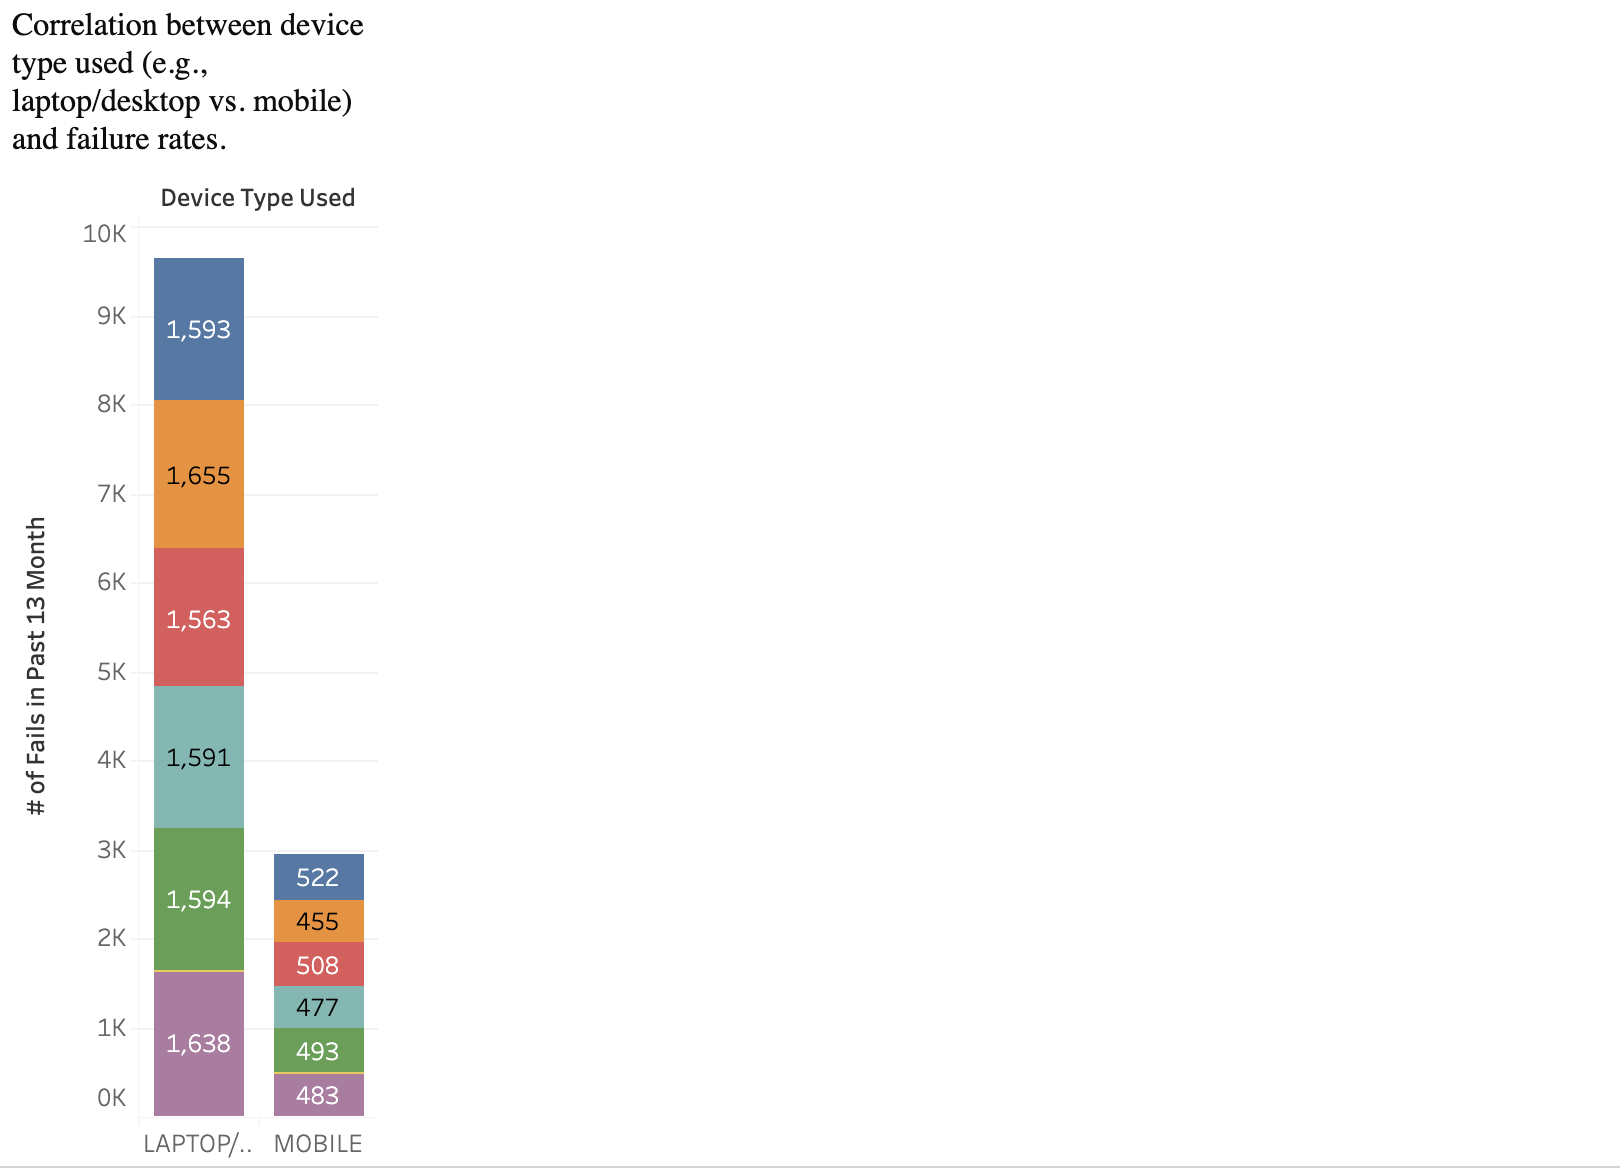 Correlation between device
type used (e.g.,
laptop/desktop vs. mobile)
and failure rates.
Device Type Used
10K
9K
8K
7K
6K
5K
4K
3K
2K
1K
0K
# of Fails in Past 13 Month
1,593
1,655
1,563
1,591
1,594
1,638
522
455
508
477
493
483
LAPTOP/..
MOBILE